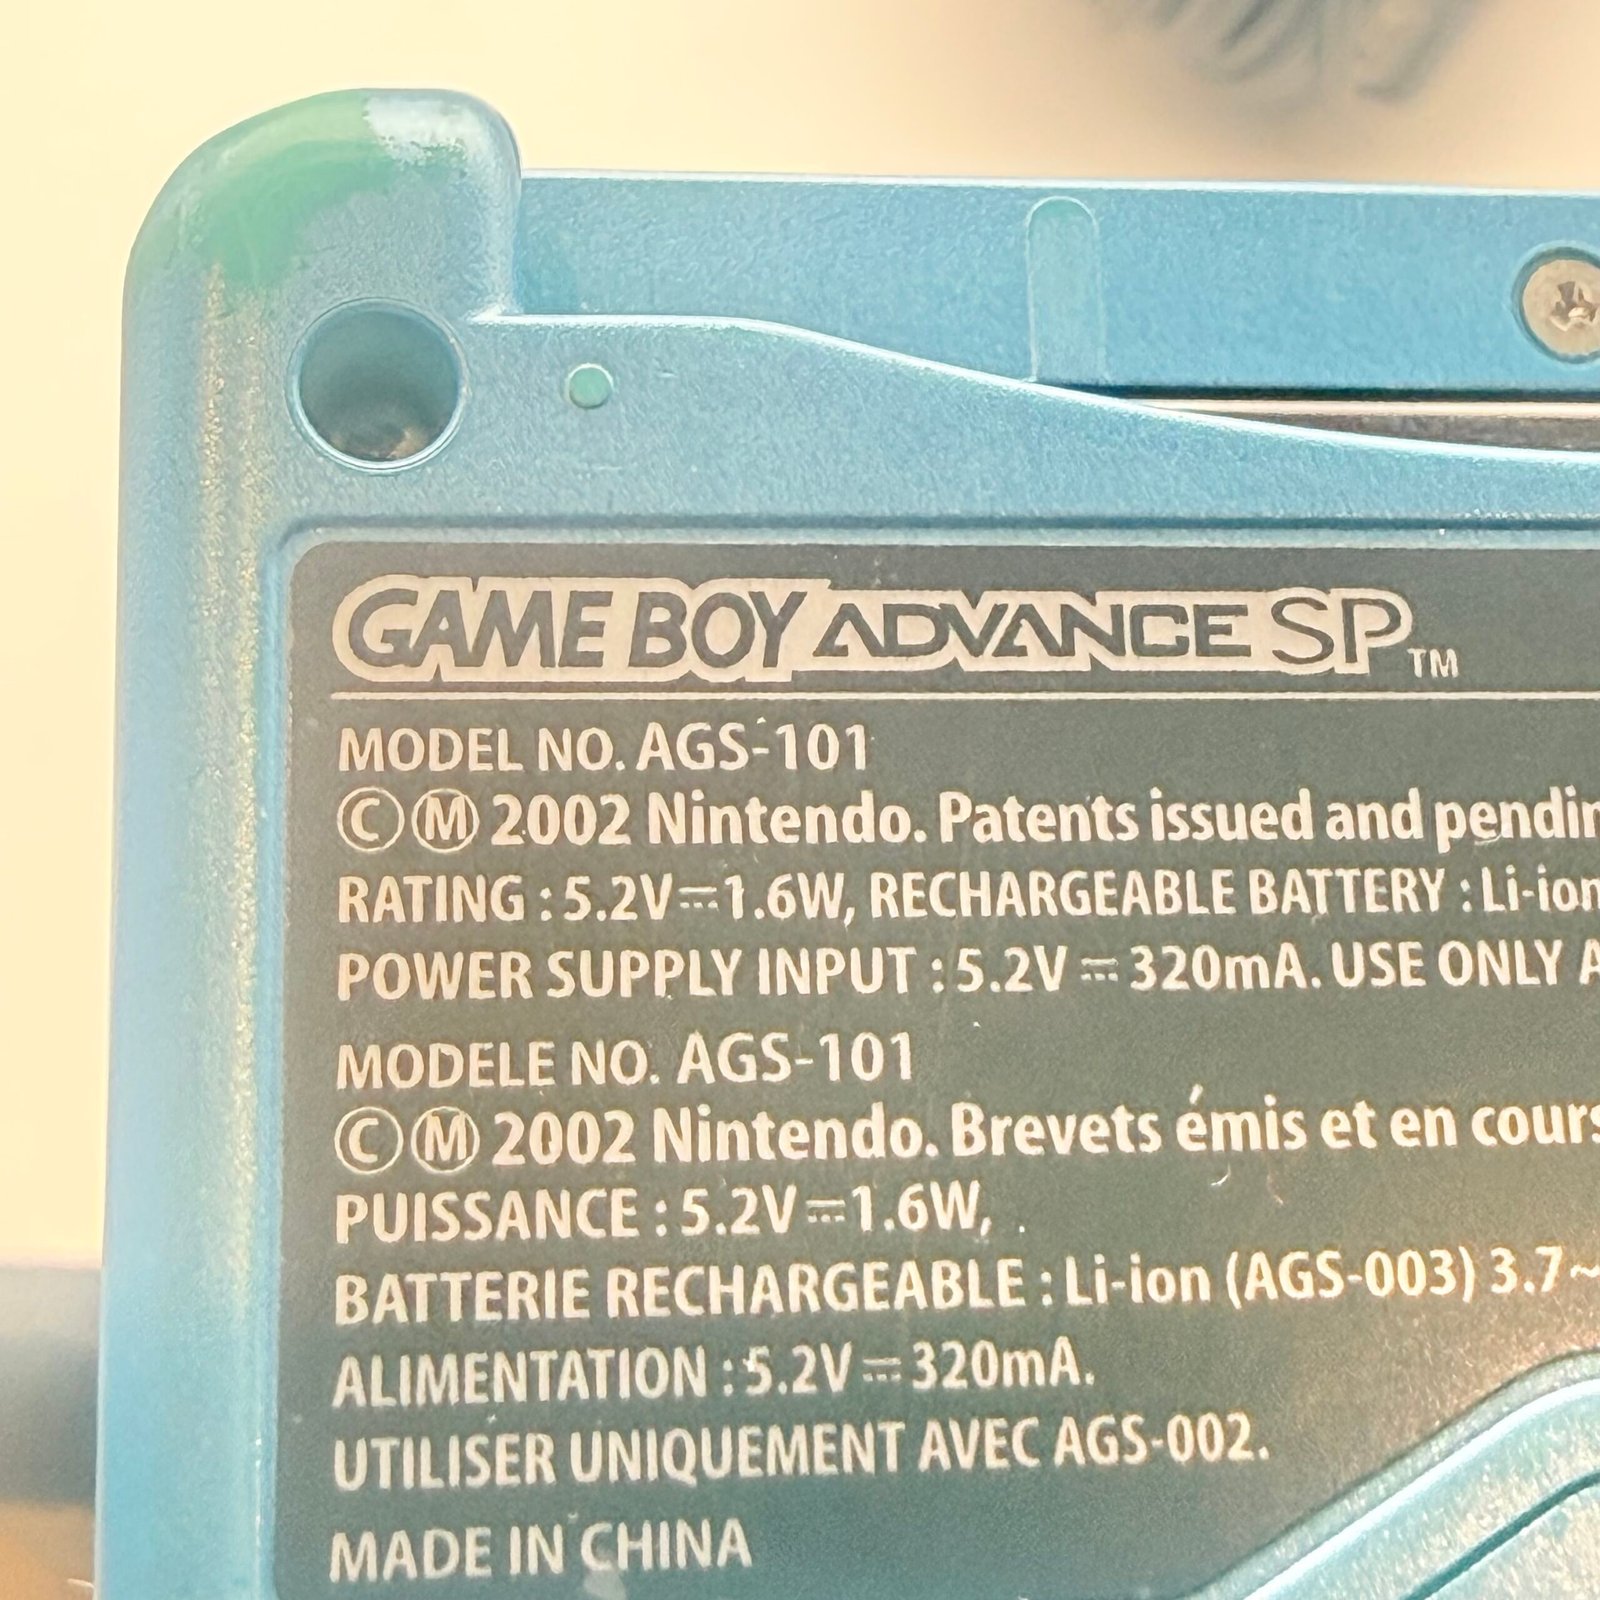 GAME BOY ADVANCE SP™
MODEL NO. AGS-101
Ⓒ Ⓜ 2002 Nintendo. Patents issued and
RATING : 5.2V⎓1.6W, RECHARGEABLE BATTERY : Li-ion
POWER SUPPLY INPUT : 5.2V ⎓ 320mA. USE ONLY
MODELE NO. AGS-101
Ⓒ Ⓜ 2002 Nintendo. Brevets émis et en cours
PUISSANCE : 5.2V ⎓1.6W,
BATTERIE RECHARGEABLE : Li-ion (AGS-003) 3.7~
ALIMENTATION : 5.2V ⎓ 320mA.
UTILISER UNIQUEMENT AVEC AGS-002.
MADE IN CHINA